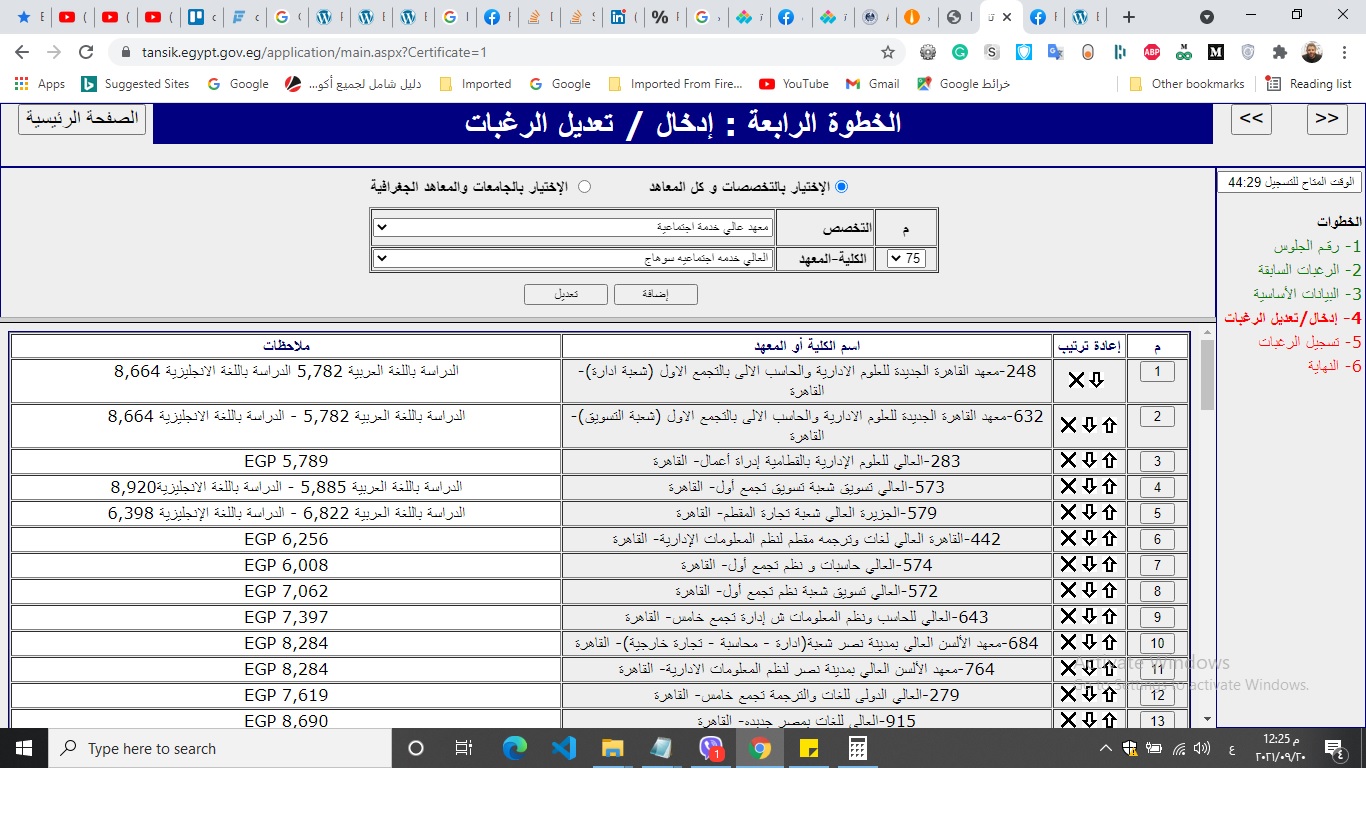 tansik.egypt.gov.eg/application/main.aspx?Certificate=1
Apps Suggested Sites Google دليل شامل لجميع أكو... Imported Google Imported From Fire... YouTube Gmail خرائط Google Other bookmarks Reading list
<< >> الخطوة الرابعة : إدخال / تعديل الرغبات الصفحة الرئيسية
الوقت المتاح للتسجيل 44:29
الخطوات
1- رقم الجلوس
2- الرغبات السابقة
3- البيانات الأساسية
4- إدخال/تعديل الرغبات
5- تسجيل الرغبات
6- النهاية
الإختيار بالتخصصات و كل المعاهد الإختيار بالجامعات والمعاهد الجغرافية
م التخصص معهد عالي خدمة اجتماعية
75 الكلية-المعهد العالي خدمه اجتماعيه سوهاج
إضافة تعديل
م إعادة ترتيب اسم الكلية أو المعهد ملاحظات
1 248-معهد القاهرة الجديدة للعلوم الادارية والحاسب الالى بالتجمع الاول (شعبة ادارة)- القاهرة الدراسة باللغة العربية 5,782 الدراسة باللغة الانجليزية 8,664
2 632-معهد القاهرة الجديدة للعلوم الادارية والحاسب الالى بالتجمع الاول (شعبة التسويق)- القاهرة الدراسة باللغة العربية 5,782 - الدراسة باللغة الانجليزية 8,664
3 283-العالي للعلوم الإدارية بالقطامية إدراة أعمال- القاهرة EGP 5,789
4 573-العالي تسويق شعبة تسويق تجمع أول- القاهرة الدراسة باللغة العربية 5,885 - الدراسة باللغة الانجليزية8,920
5 579-الجزيرة العالي شعبة تجارة المقطم- القاهرة الدراسة باللغة العربية 6,822 - الدراسة باللغة الإنجليزية 6,398
6 442-القاهرة العالي لغات وترجمه مقطم لنظم المعلومات الإدارية- القاهرة EGP 6,256
7 574-العالي حاسبات و نظم تجمع أول- القاهرة EGP 6,008
8 572-العالي تسويق شعبة نظم تجمع أول- القاهرة EGP 7,062
9 643-العالي للحاسب ونظم المعلومات ش إدارة تجمع خامس- القاهرة EGP 7,397
10 684-معهد الألسن العالي بمدينة نصر شعبة(ادارة - محاسبة - تجارة خارجية)- القاهرة EGP 8,284
11 764-معهد الألسن العالي بمدينة نصر لنظم المعلومات الادارية- القاهرة EGP 8,284
12 279-العالي الدولى للغات والترجمة تجمع خامس- القاهرة EGP 7,619
13 915-العالي للغات بمصر جديده- القاهرة EGP 8,690
Activate Windows
Go to Settings to activate Windows.
Type here to search
1
ع
12:25 م
٢٠٢١/٠٩/٢٠
٤